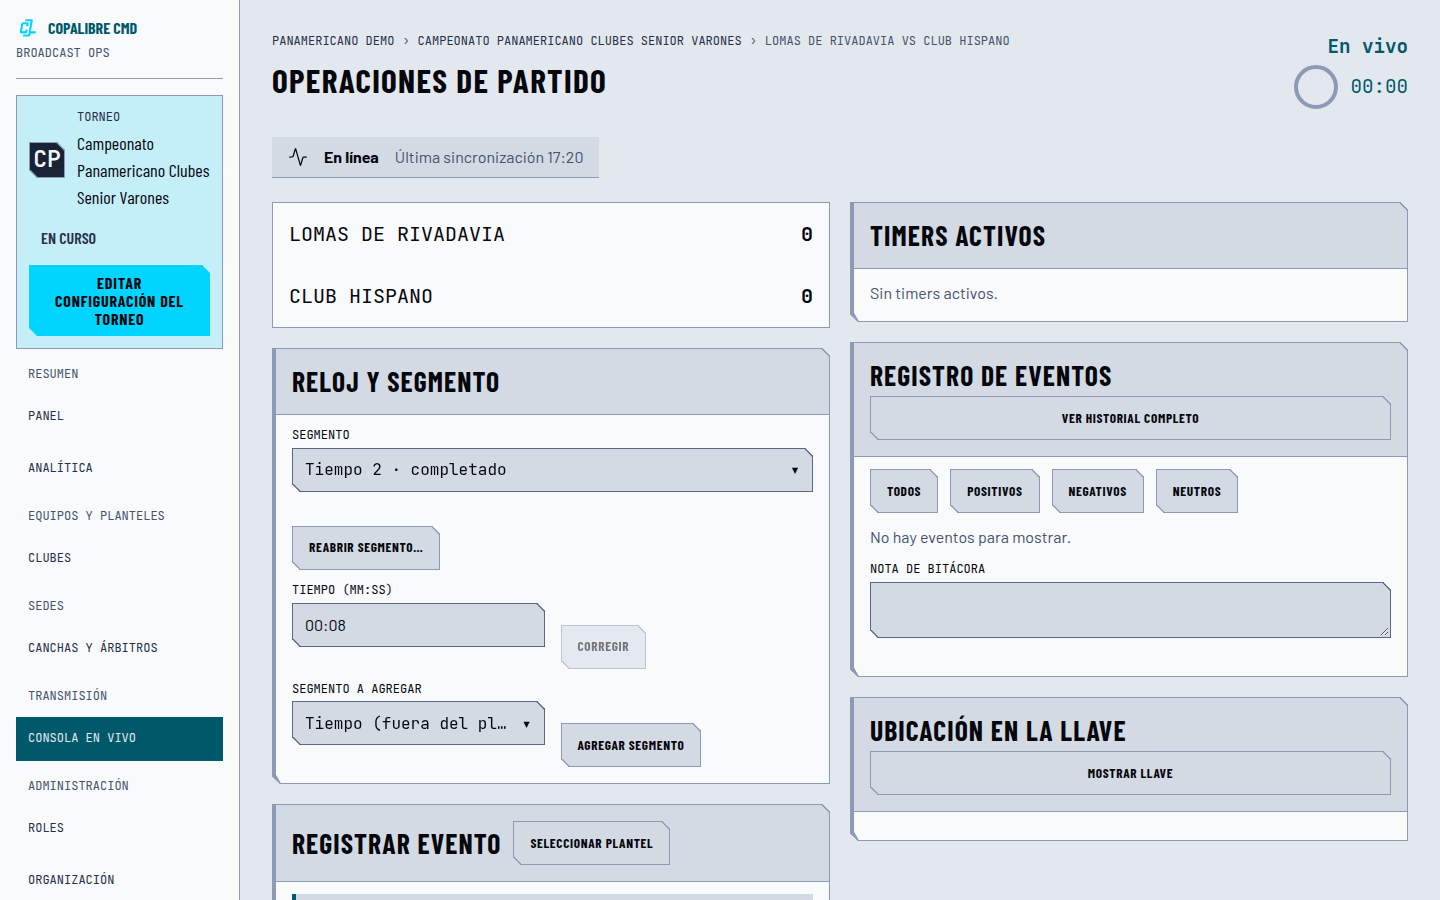 COPALIBRE CMD
BROADCAST OPS
TORNEO
CP
Campeonato
Panamericano Clubes
Senior Varones
EN CURSO
EDITAR
CONFIGURACIÓN DEL
TORNEO
RESUMEN
PANEL
ANALÍTICA
EQUIPOS Y PLANTELES
CLUBES
SEDES
CANCHAS Y ÁRBITROS
TRANSMISIÓN
CONSOLA EN VIVO
ADMINISTRACIÓN
ROLES
ORGANIZACIÓN
PANAMERICANO DEMO › CAMPEONATO PANAMERICANO CLUBES SENIOR VARONES › LOMAS DE RIVADAVIA VS CLUB HISPANO
OPERACIONES DE PARTIDO
En vivo
00:00
En línea Última sincronización 17:20
LOMAS DE RIVADAVIA 0
CLUB HISPANO 0
RELOJ Y SEGMENTO
SEGMENTO
Tiempo 2 · completado
REABRIR SEGMENTO…
TIEMPO (MM:SS)
00:08
CORREGIR
SEGMENTO A AGREGAR
Tiempo (fuera del pl…
AGREGAR SEGMENTO
REGISTRAR EVENTO
SELECCIONAR PLANTEL
TIMERS ACTIVOS
Sin timers activos.
REGISTRO DE EVENTOS
VER HISTORIAL COMPLETO
TODOS POSITIVOS NEGATIVOS NEUTROS
No hay eventos para mostrar.
NOTA DE BITÁCORA
UBICACIÓN EN LA LLAVE
MOSTRAR LLAVE